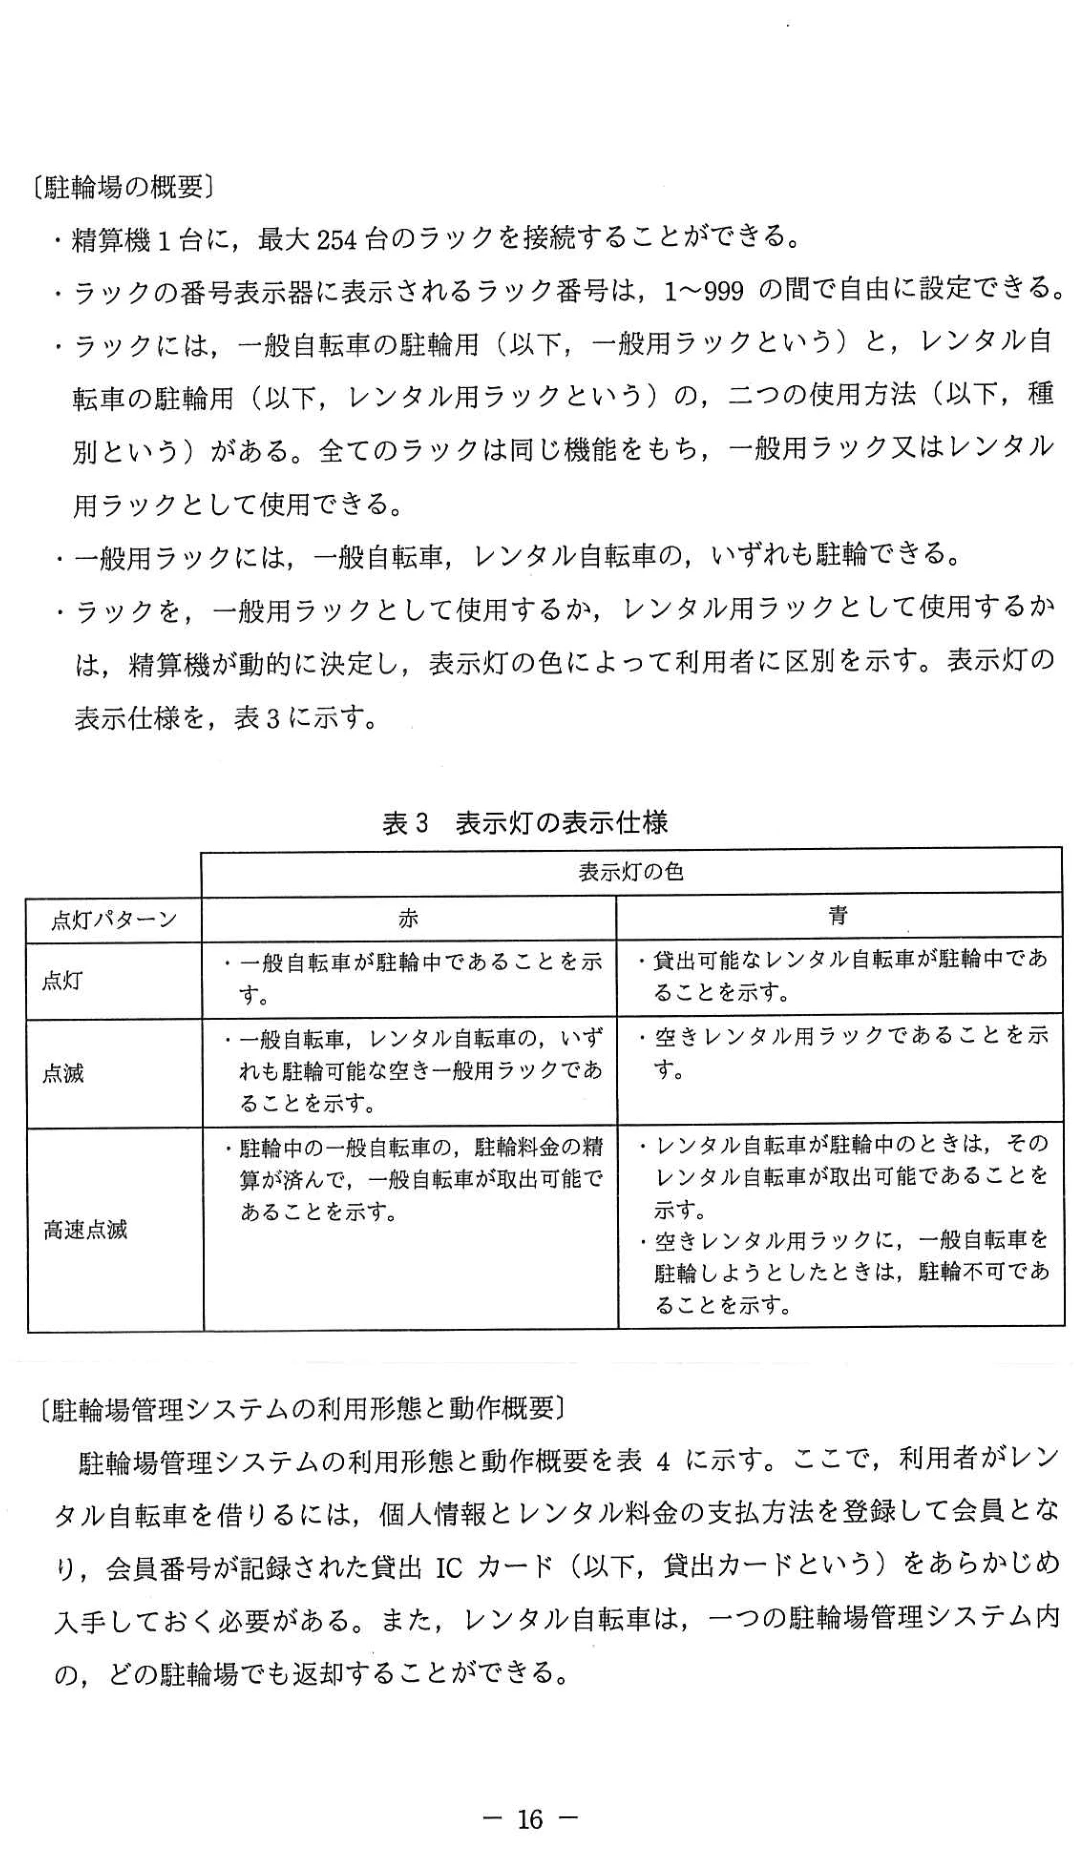 〔駐輪場の概要〕
・精算機1台に，最大254台のラックを接続することができる。
・ラックの番号表示器に表示されるラック番号は，1～999 の間で自由に設定できる。
・ラックには，一般自転車の駐輪用（以下，一般用ラックという）と，レンタル自
転車の駐輪用（以下，レンタル用ラックという）の，二つの使用方法（以下，種
別という）がある。全てのラックは同じ機能をもち，一般用ラック又はレンタル
用ラックとして使用できる。
・一般用ラックには，一般自転車，レンタル自転車の，いずれも駐輪できる。
・ラックを，一般用ラックとして使用するか，レンタル用ラックとして使用するか
は，精算機が動的に決定し，表示灯の色によって利用者に区別を示す。表示灯の
表示仕様を，表3に示す。
表3　表示灯の表示仕様
表示灯の色
点灯パターン
赤
青
点灯
・一般自転車が駐輪中であることを示
す。
・貸出可能なレンタル自転車が駐輪中であ
ることを示す。
点滅
・一般自転車，レンタル自転車の，いず
れも駐輪可能な空き一般用ラックであ
ることを示す。
・空きレンタル用ラックであることを示
す。
高速点滅
・駐輪中の一般自転車の，駐輪料金の精
算が済んで，一般自転車が取出可能で
あることを示す。
・レンタル自転車が駐輪中のときは，その
レンタル自転車が取出可能であることを
示す。
・空きレンタル用ラックに，一般自転車を
駐輪しようとしたときは，駐輪不可であ
ることを示す。
〔駐輪場管理システムの利用形態と動作概要〕
駐輪場管理システムの利用形態と動作概要を表 4 に示す。ここで，利用者がレン
タル自転車を借りるには，個人情報とレンタル料金の支払方法を登録して会員とな
り，会員番号が記録された貸出 IC カード（以下，貸出カードという）をあらかじめ
入手しておく必要がある。また，レンタル自転車は，一つの駐輪場管理システム内
の，どの駐輪場でも返却することができる。
－ 16 －